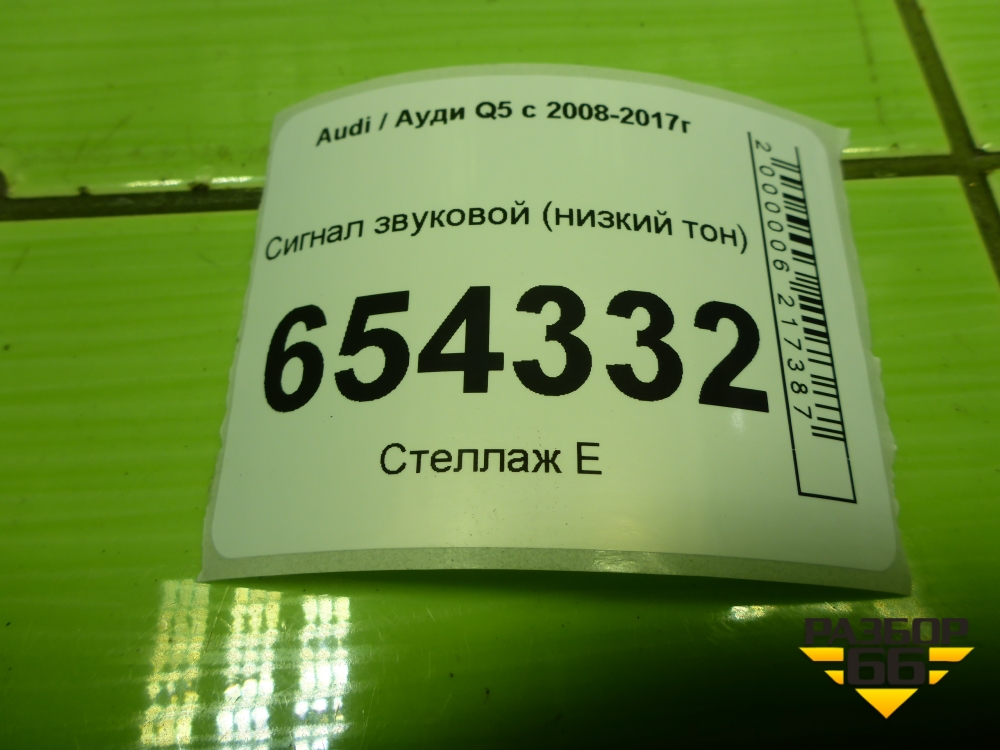 Audi / Ауди Q5 с 2008-2017г
Сигнал звуковой (низкий тон)
654332
Стеллаж Е
2000006217387
РАЗБОР
66